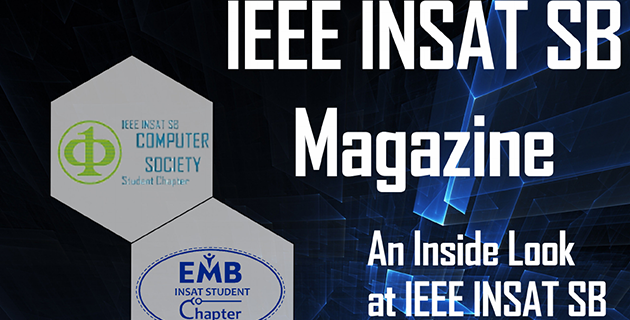 IEEE INSAT SB
Magazine
An Inside Look
at IEEE INSAT SB
IEEE INSAT SB
COMPUTER
SOCIETY
Student Chapter
EMB
INSAT STUDENT
Chapter